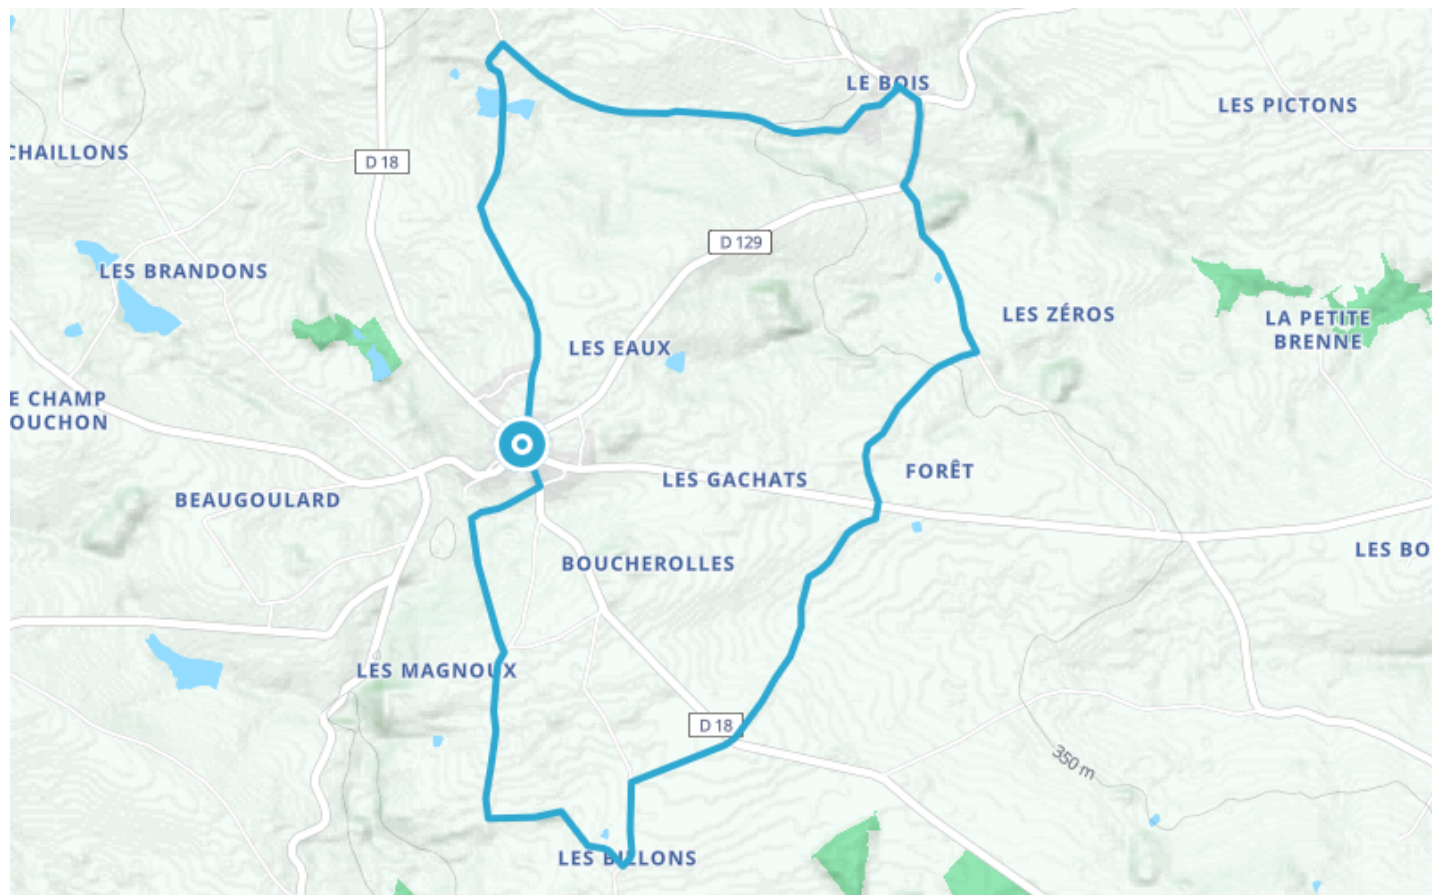 LE BOIS
LES PICTONS
CHAILLONS
D 18
D 129
LES BRANDONS
LES ZÉROS
LA PETITE
BRENNE
LES EAUX
E CHAMP
OUCHON
FORÊT
LES GACHATS
BEAUGOULARD
LES BO
BOUCHEROLLES
LES MAGNOUX
D 18
350 m
LES BILLONS